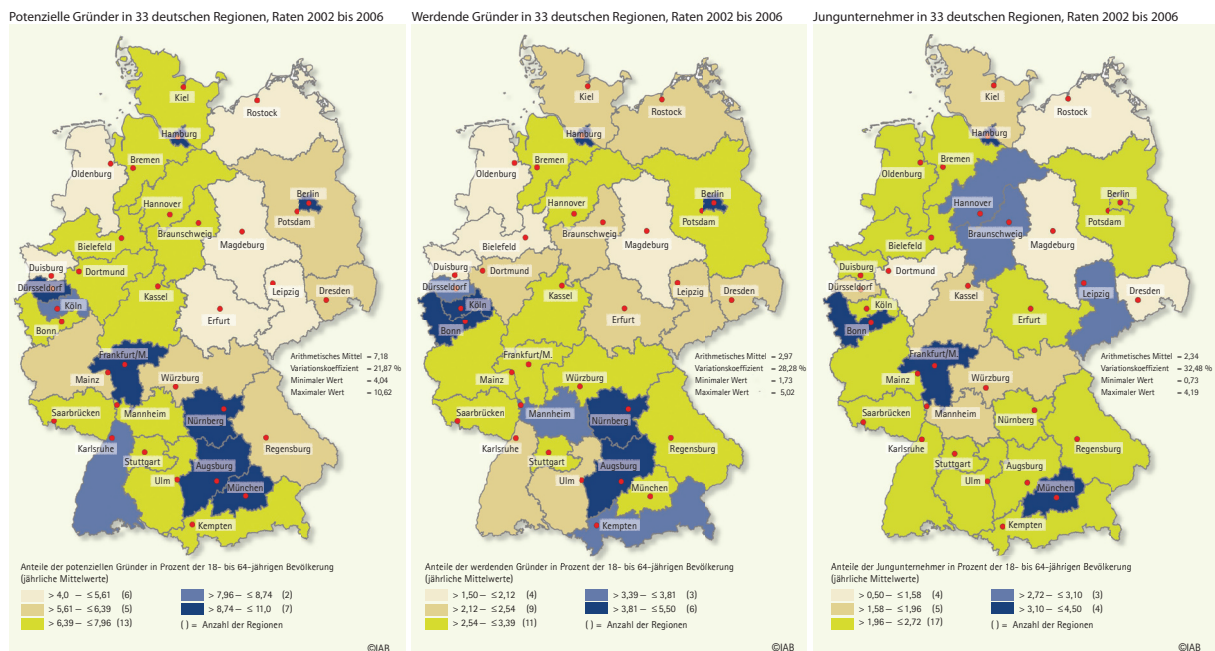 Potenzielle Gründer in 33 deutschen Regionen, Raten 2002 bis 2006
Kiel
Rostock
Hamburg
Bremen
Oldenburg
Berlin
Hannover
Potsdam
Braunschweig
Bielefeld
Magdeburg
Duisburg
Dortmund
Dürsseldorf
Kassel
Leipzig
Dresden
Köln
Erfurt
Bonn
Frankfurt/M.
Mainz
Würzburg
Saarbrücken
Mannheim
Nürnberg
Karlsruhe
Regensburg
Stuttgart
Augsburg
Ulm
München
Kempten
Arithmetisches Mittel = 7,18
Variationskoeffizient = 21,87 %
Minimaler Wert = 4,04
Maximaler Wert = 10,62
Anteile der potenziellen Gründer in Prozent der 18- bis 64-jährigen Bevölkerung
(jährliche Mittelwerte)
> 4,0 – ≤ 5,61 (6)
> 5,61 – ≤ 6,39 (5)
> 6,39 – ≤ 7,96 (13)
> 7,96 – ≤ 8,74 (2)
> 8,74 – ≤ 11,0 (7)
( ) = Anzahl der Regionen
©IAB
Werdende Gründer in 33 deutschen Regionen, Raten 2002 bis 2006
Kiel
Rostock
Hamburg
Bremen
Oldenburg
Berlin
Hannover
Potsdam
Braunschweig
Bielefeld
Magdeburg
Duisburg
Dortmund
Dürsseldorf
Kassel
Leipzig
Dresden
Köln
Erfurt
Bonn
Frankfurt/M.
Mainz
Würzburg
Saarbrücken
Mannheim
Nürnberg
Karlsruhe
Regensburg
Stuttgart
Augsburg
Ulm
München
Kempten
Arithmetisches Mittel = 2,97
Variationskoeffizient = 28,28 %
Minimaler Wert = 1,73
Maximaler Wert = 5,02
Anteile der werdenden Gründer in Prozent der 18- bis 64-jährigen Bevölkerung
(jährliche Mittelwerte)
> 1,50 – ≤ 2,12 (4)
> 2,12 – ≤ 2,54 (9)
> 2,54 – ≤ 3,39 (11)
> 3,39 – ≤ 3,81 (3)
> 3,81 – ≤ 5,50 (6)
( ) = Anzahl der Regionen
©IAB
Jungunternehmer in 33 deutschen Regionen, Raten 2002 bis 2006
Kiel
Rostock
Hamburg
Bremen
Oldenburg
Berlin
Hannover
Potsdam
Braunschweig
Bielefeld
Magdeburg
Duisburg
Dortmund
Dürsseldorf
Kassel
Leipzig
Dresden
Köln
Erfurt
Bonn
Frankfurt/M.
Mainz
Würzburg
Saarbrücken
Mannheim
Nürnberg
Karlsruhe
Regensburg
Stuttgart
Augsburg
Ulm
München
Kempten
Arithmetisches Mittel = 2,34
Variationskoeffizient = 32,48 %
Minimaler Wert = 0,73
Maximaler Wert = 4,19
Anteile der Jungunternehmer in Prozent der 18- bis 64-jährigen Bevölkerung
(jährliche Mittelwerte)
> 0,50 – ≤ 1,58 (4)
> 1,58 – ≤ 1,96 (5)
> 1,96 – ≤ 2,72 (17)
> 2,72 – ≤ 3,10 (3)
> 3,10 – ≤ 4,50 (4)
( ) = Anzahl der Regionen
©IAB